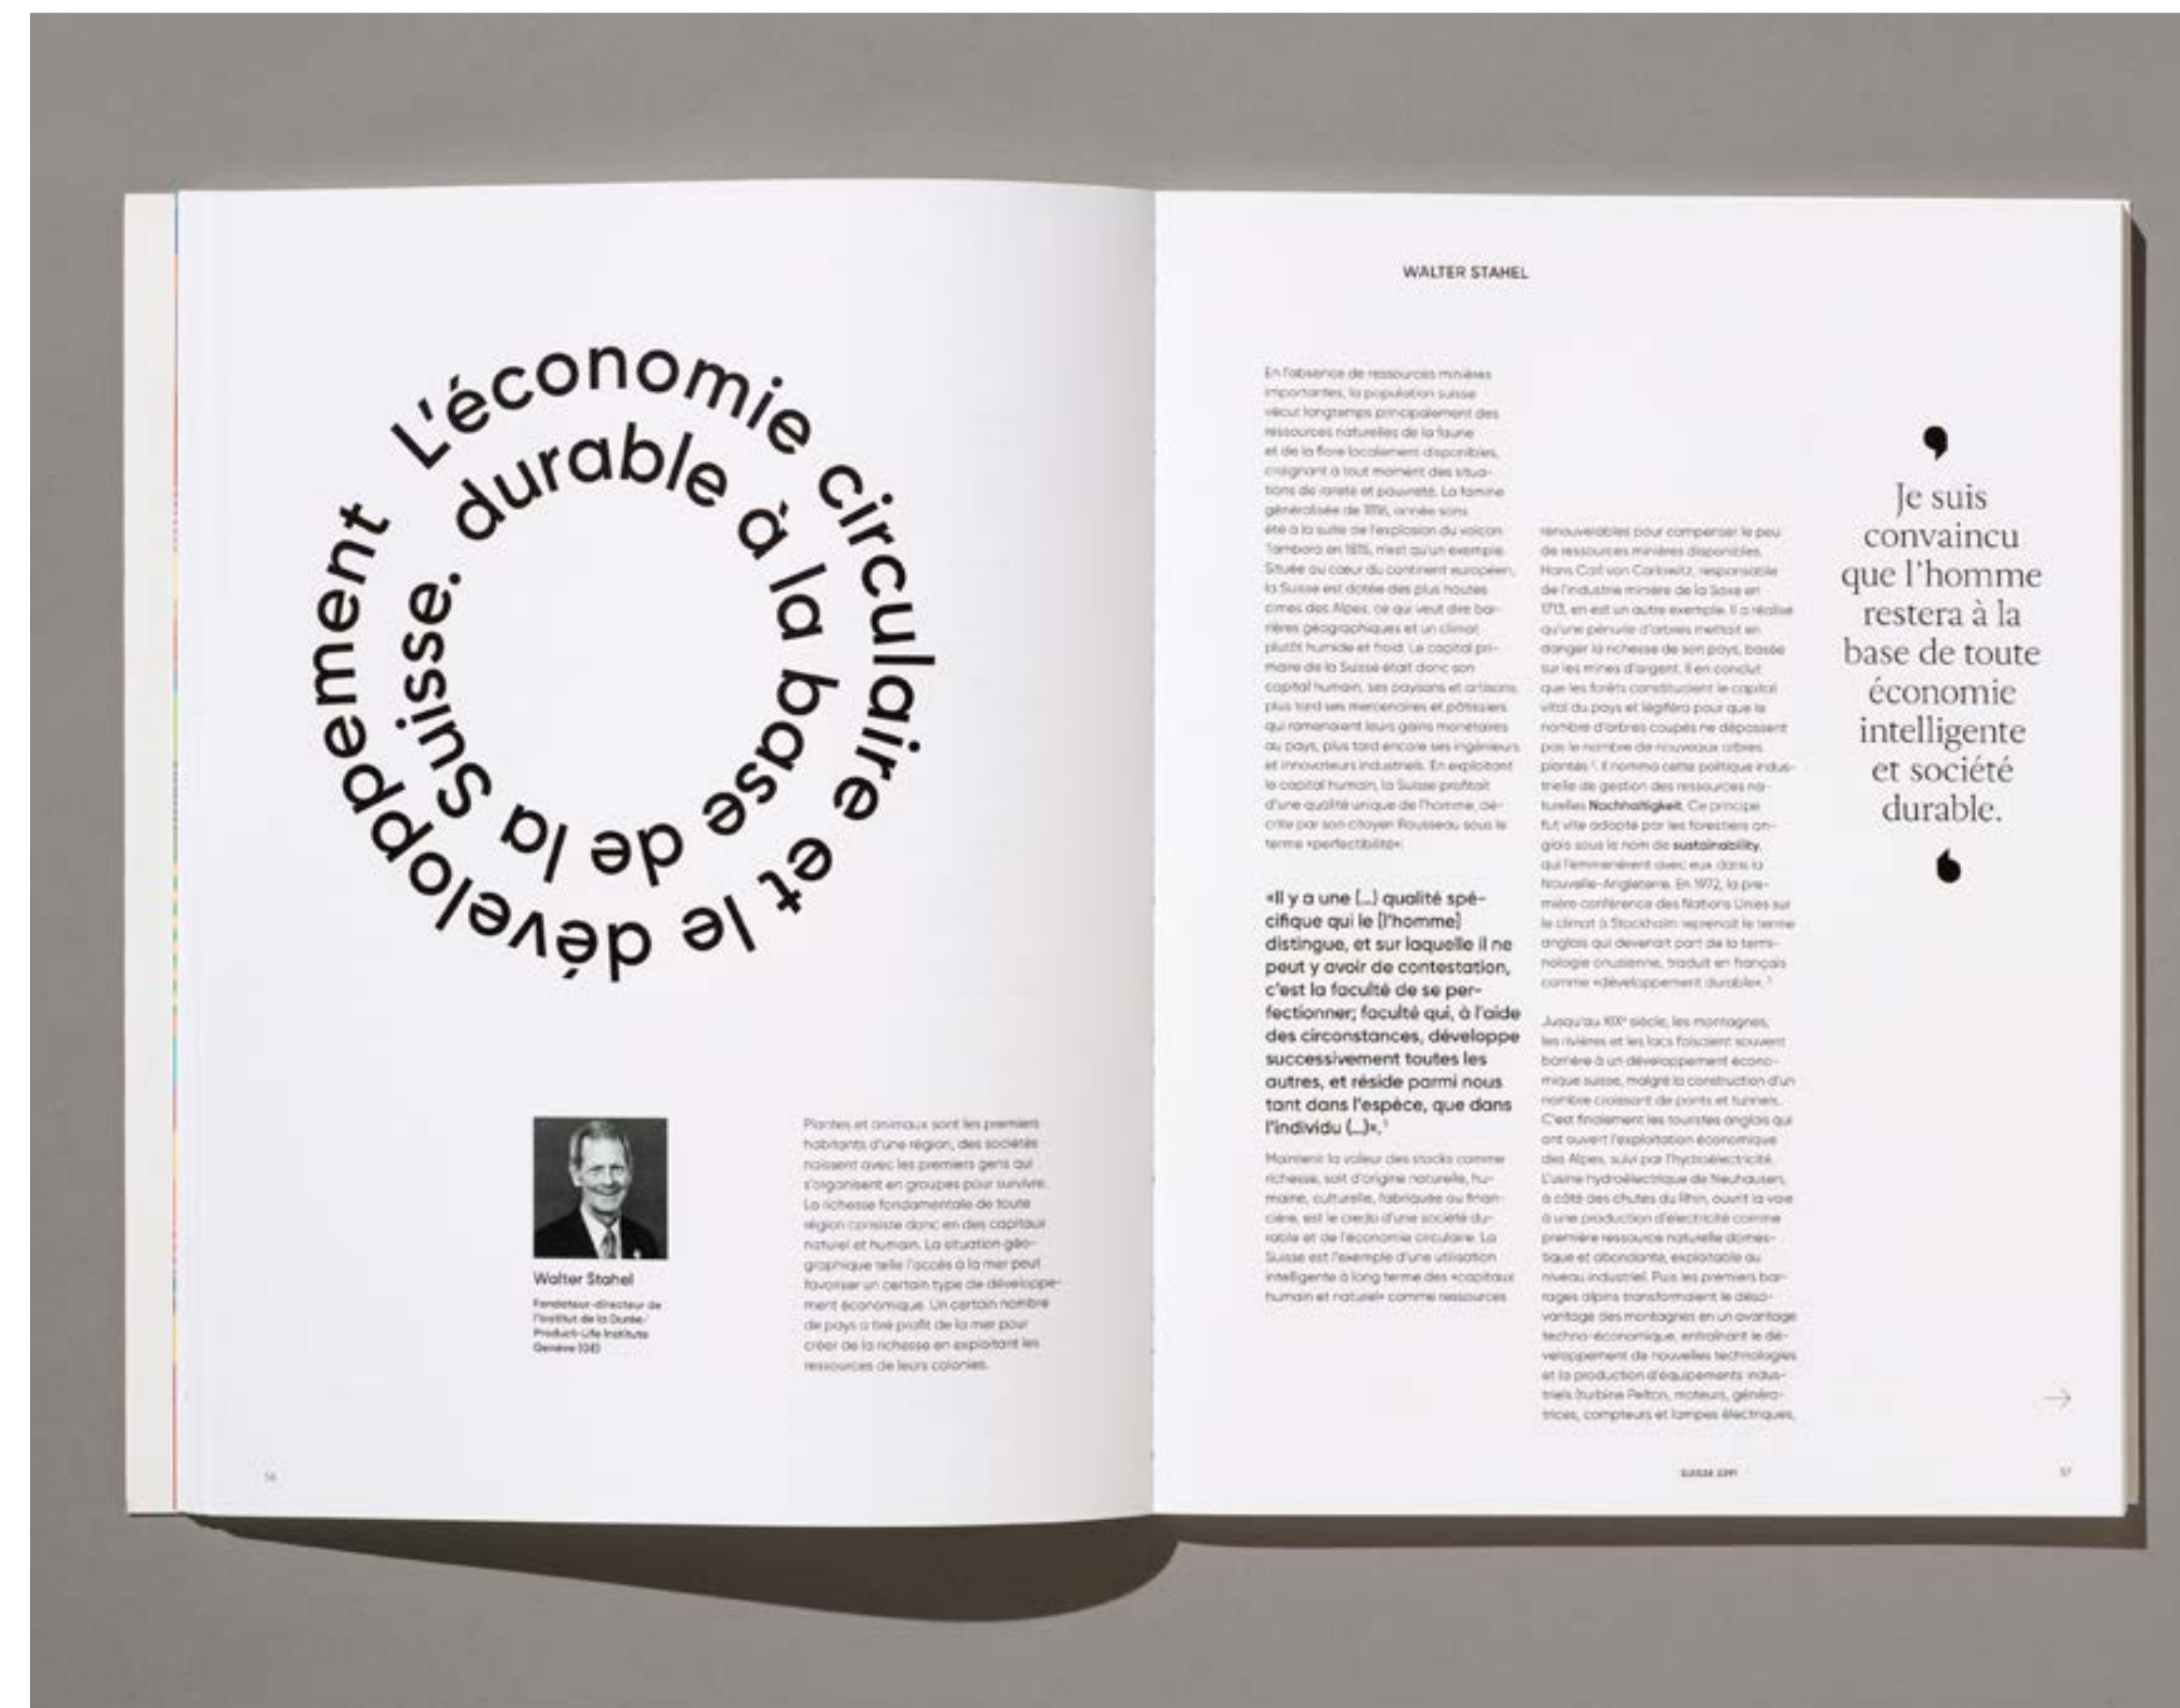 L'économie circulaire et le développement
durable à la base de la Suisse.
Walter Stahel
Fondateur-directeur de
l'Institut de la Durée/
Product-Life Institute
Genève (GE)
Plantes et animaux sont les premiers
habitants d'une région, des sociétés
naissent avec les premiers gens qui
s'organisent en groupes pour survivre.
La richesse fondamentale de toute
région consiste donc en des capitaux
naturel et humain. La situation géo-
graphique telle l'accès à la mer peut
favoriser un certain type de développe-
ment économique. Un certain nombre
de pays a tiré profit de la mer pour
créer de la richesse en exploitant les
ressources de leurs colonies.
56
WALTER STAHEL
En l'absence de ressources minières
importantes, la population suisse
vécut longtemps principalement des
ressources naturelles de la faune
et de la flore localement disponibles,
craignant à tout moment des situa-
tions de rareté et pauvreté. La famine
généralisée de 1816, année sans
été à la suite de l'explosion du volcan
Tambora en 1815, n'est qu'un exemple.
Située au cœur du continent européen,
la Suisse est dotée des plus hautes
cimes des Alpes, ce qui veut dire bar-
rières géographiques et un climat
plutôt humide et froid. Le capital pri-
maire de la Suisse était donc son
capital humain, ses paysans et artisans,
plus tard ses mercenaires et pâtissiers
qui ramenaient leurs gains monétaires
au pays, plus tard encore ses ingénieurs
et innovateurs industriels. En exploitant
le capital humain, la Suisse profitait
d'une qualité unique de l'homme, dé-
crite par son citoyen Rousseau sous le
terme «perfectibilité»:
«Il y a une (...) qualité spé-
cifique qui le [l'homme]
distingue, et sur laquelle il ne
peut y avoir de contestation,
c'est la faculté de se per-
fectionner; faculté qui, à l'aide
des circonstances, développe
successivement toutes les
autres, et réside parmi nous
tant dans l'espèce, que dans
l'individu (...)».¹
Maintenir la valeur des stocks comme
richesse, soit d'origine naturelle, hu-
maine, culturelle, fabriquée ou finan-
cière, est le credo d'une société du-
rable et de l'économie circulaire. La
Suisse est l'exemple d'une utilisation
intelligente à long terme des «capitaux
humain et naturel» comme ressources
renouvelables pour compenser le peu
de ressources minières disponibles.
Hans Carl von Carlowitz, responsable
de l'industrie minière de la Saxe en
1713, en est un autre exemple. Il a réalisé
qu'une pénurie d'arbres mettait en
danger la richesse de son pays, basée
sur les mines d'argent. Il en conclut
que les forêts constituaient le capital
vital du pays et légiféra pour que le
nombre d'arbres coupés ne dépassent
pas le nombre de nouveaux arbres
plantés. Il nomma cette politique indus-
trielle de gestion des ressources na-
turelles Nachhaltigkeit. Ce principe
fut vite adopté par les forestiers an-
glais sous le nom de sustainability,
qui l'emmenèrent avec eux dans la
Nouvelle-Angleterre. En 1972, la pre-
mière conférence des Nations Unies sur
le climat à Stockholm reprenait le terme
anglais qui devenait part de la termi-
nologie onusienne, traduit en français
comme «développement durable».
Jusqu'au XIXᵉ siècle, les montagnes,
les rivières et les lacs faisaient souvent
barrière à un développement écono-
mique suisse, malgré la construction d'un
nombre croissant de ponts et tunnels.
C'est finalement les touristes anglais qui
ont ouvert l'exploitation économique
des Alpes, suivi par l'hydroélectricité.
L'usine hydroélectrique de Neuhausen,
à côté des chutes du Rhin, ouvrit la voie
à une production d'électricité comme
première ressource naturelle domes-
tique et abondante, exploitable au
niveau industriel. Puis les premiers bar-
rages alpins transformaient le désa-
vantage des montagnes en un avantage
techno-économique, entraînant le dé-
veloppement de nouvelles technologies
et la production d'équipements indus-
triels (turbine Pelton, moteurs, généra-
trices, compteurs et lampes électriques,
❜
Je suis
convaincu
que l'homme
restera à la
base de toute
économie
intelligente
et société
durable.
❛
→
SUISSE 2291
57